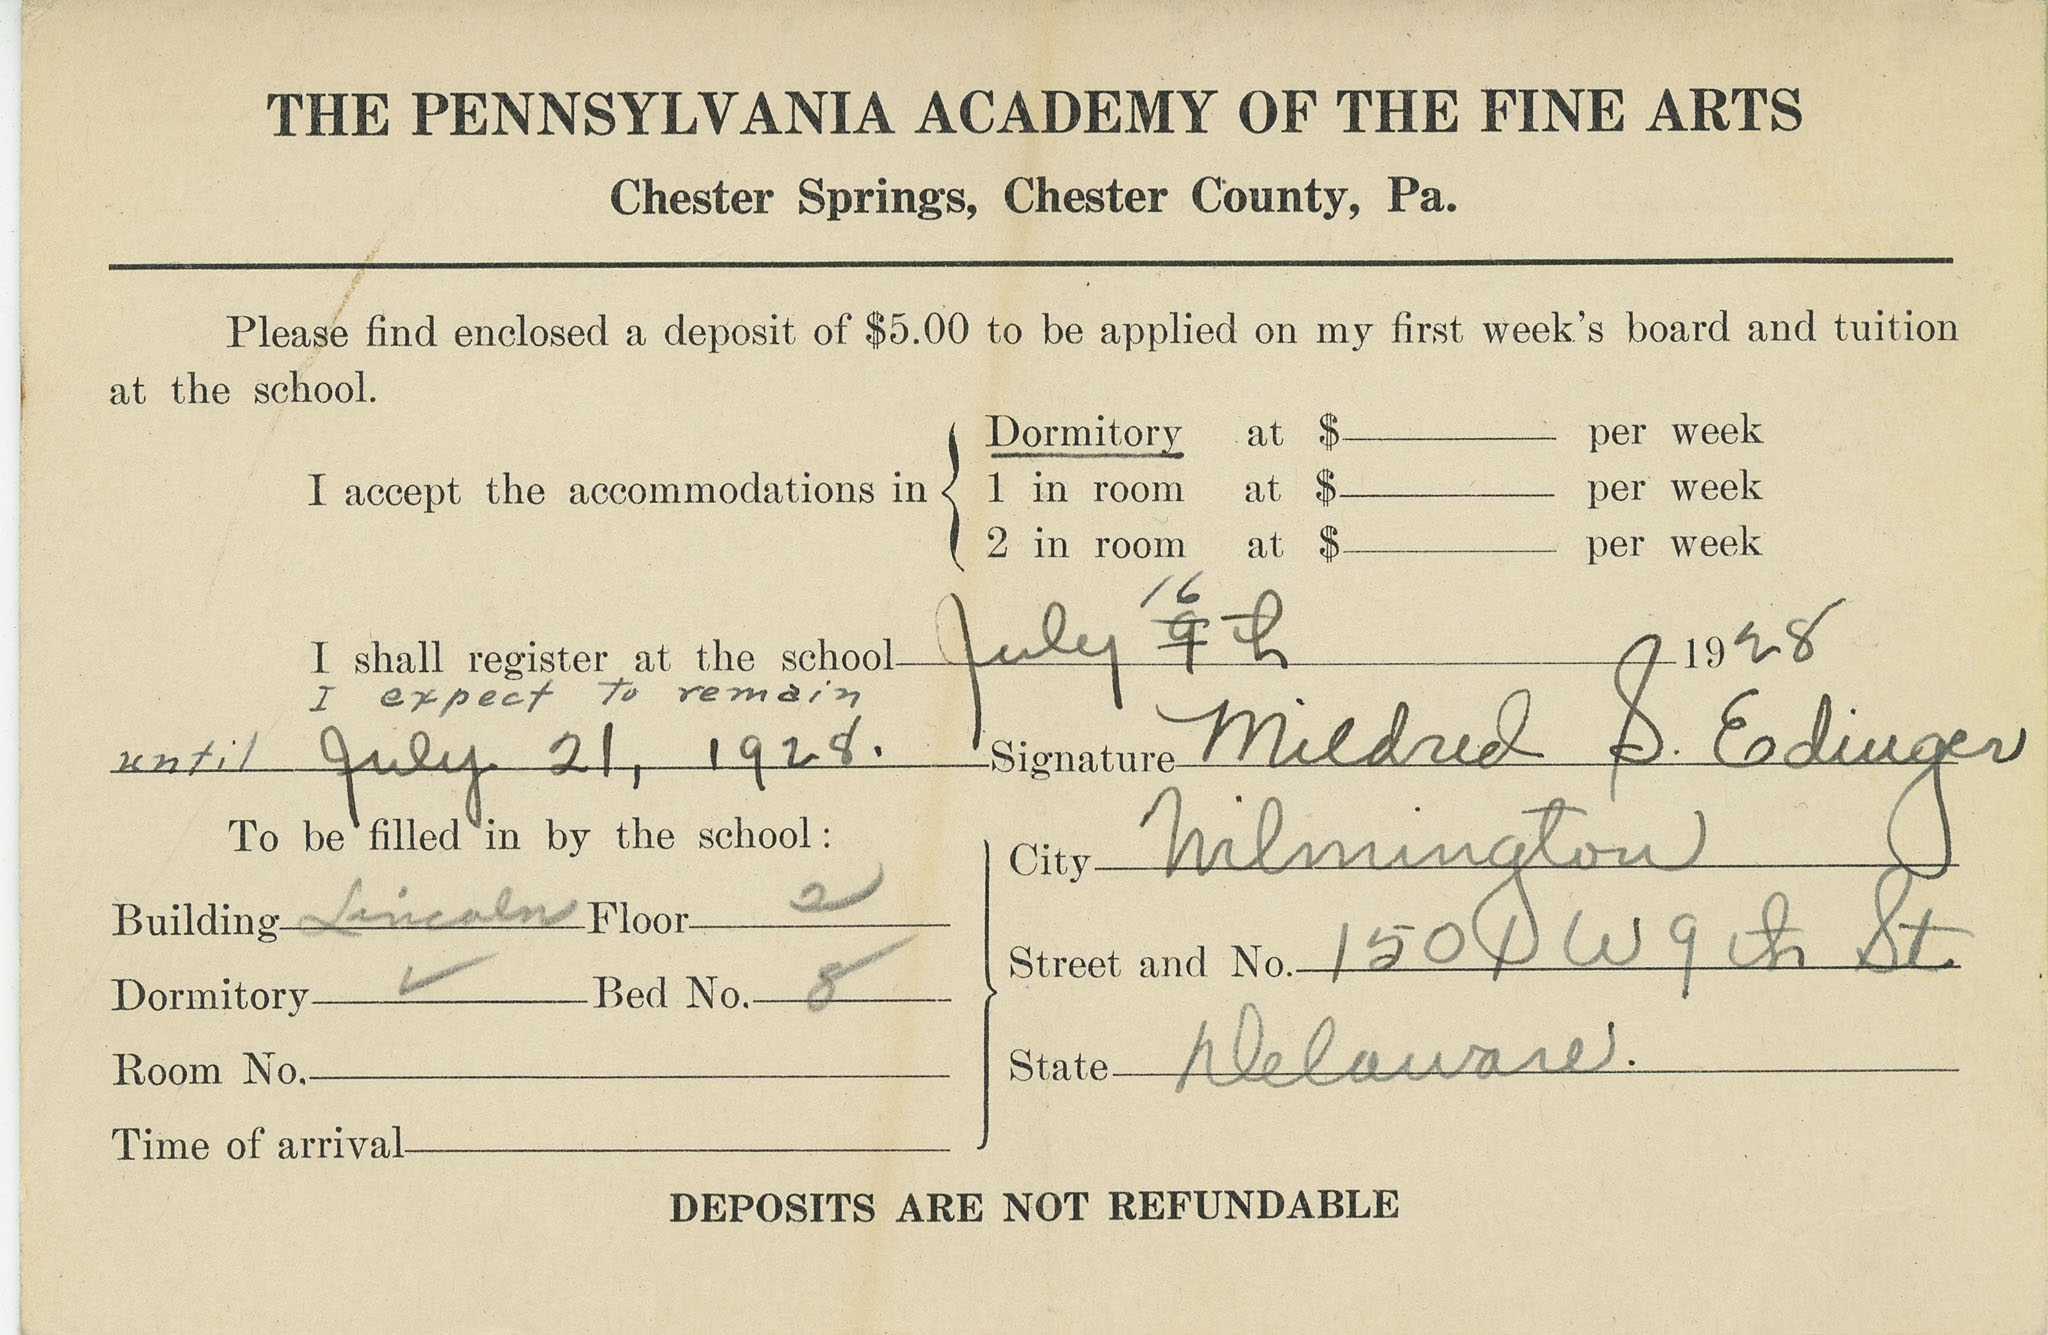 THE PENNSYLVANIA ACADEMY OF THE FINE ARTS
Chester Springs, Chester County, Pa.
Please find enclosed a deposit of $5.00 to be applied on my first week's board and tuition
at the school.
Dormitory at $ per week
I accept the accommodations in 1 in room at $ per week
2 in room at $ per week
16
I shall register at the school July 9th 1928
I expect to remain
until July 21, 1928. Signature Mildred S. Edinger
To be filled in by the school:
City Wilmington
Building Lincoln Floor 2
Street and No. 1501 W 9th St.
Dormitory ✓ Bed No. 8
Room No. State Delaware.
Time of arrival
DEPOSITS ARE NOT REFUNDABLE